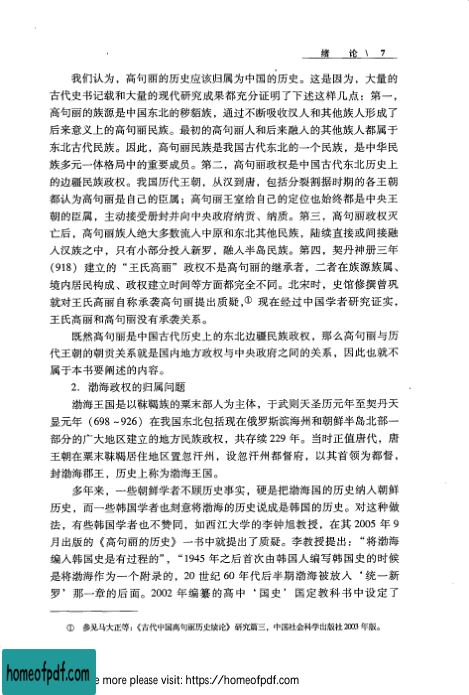 绪　论 \ 7
我们认为，高句丽的历史应该归属为中国的历史。这是因为，大量的
古代史书记载和大量的现代研究成果都充分证明了下述这样几点：第一，
高句丽的族源是中国东北的秽貊族，通过不断吸收汉人和其他族人形成了
后来意义上的高句丽民族。最初的高句丽人和后来融入的其他族人都属于
东北古代民族。因此，高句丽民族是我国古代东北的一个民族，是中华民
族多元一体格局中的重要成员。第二，高句丽政权是中国古代东北历史上
的边疆民族政权。我国历代王朝，从汉到唐，包括分裂割据时期的各王朝
都认为高句丽是自己的臣属；高句丽王室给自己的定位也始终都是中央王
朝的臣属，主动接受册封并向中央政府纳贡、纳质。第三，高句丽政权灭
亡后，高句丽族人绝大多数流入中原和东北其他民族，陆续直接或间接融
入汉族之中，只有小部分投入新罗，融入半岛民族。第四，契丹神册三年
(918) 建立的“王氏高丽”政权不是高句丽的继承者，二者在族源族属、
境内居民构成、政权建立时间等方面都完全不同。北宋时，史馆修撰曾巩
就对王氏高丽自称承袭高句丽提出质疑,① 现在经过中国学者研究证实，
王氏高丽和高句丽没有承袭关系。
既然高句丽是中国古代历史上的东北边疆民族政权，那么高句丽与历
代王朝的朝贡关系就是国内地方政权与中央政府之间的关系，因此也就不
属于本书要阐述的内容。
2. 渤海政权的归属问题
渤海王国是以靺鞨族的粟末部人为主体，于武则天圣历元年至契丹天
显元年（698～926）在我国东北包括现在俄罗斯滨海州和朝鲜半岛北部一
部分的广大地区建立的地方民族政权，共存续 229 年。当时正值唐代，唐
王朝在粟末靺鞨居住地区置忽汗州，设忽汗州都督府，以其首领为都督，
封渤海郡王，历史上称为渤海王国。
多年来，一些朝鲜学者不顾历史事实，硬是把渤海国的历史纳入朝鲜
历史，而一些韩国学者也刻意将渤海的历史说成是韩国的历史。对这种做
法，有些韩国学者也不赞同，如西江大学的李钟旭教授，在其 2005 年 9
月出版的《高句丽的历史》一书中就提出了质疑。李教授提出：“将渤海
编入韩国史是有过程的”，“1945 年之后首次由韩国人编写韩国史的时候
是将渤海作为一个附录的，20 世纪 60 年代后半期渤海被放入‘统一新
罗’那一章的后面。2002 年编纂的高中‘国史’国定教科书中设定了
① 参见马大正等：《古代中国高句丽历史续论》研究篇三，中国社会科学出版社 2003 年版。
homeofpdf.com
e more please visit: https://homeofpdf.com